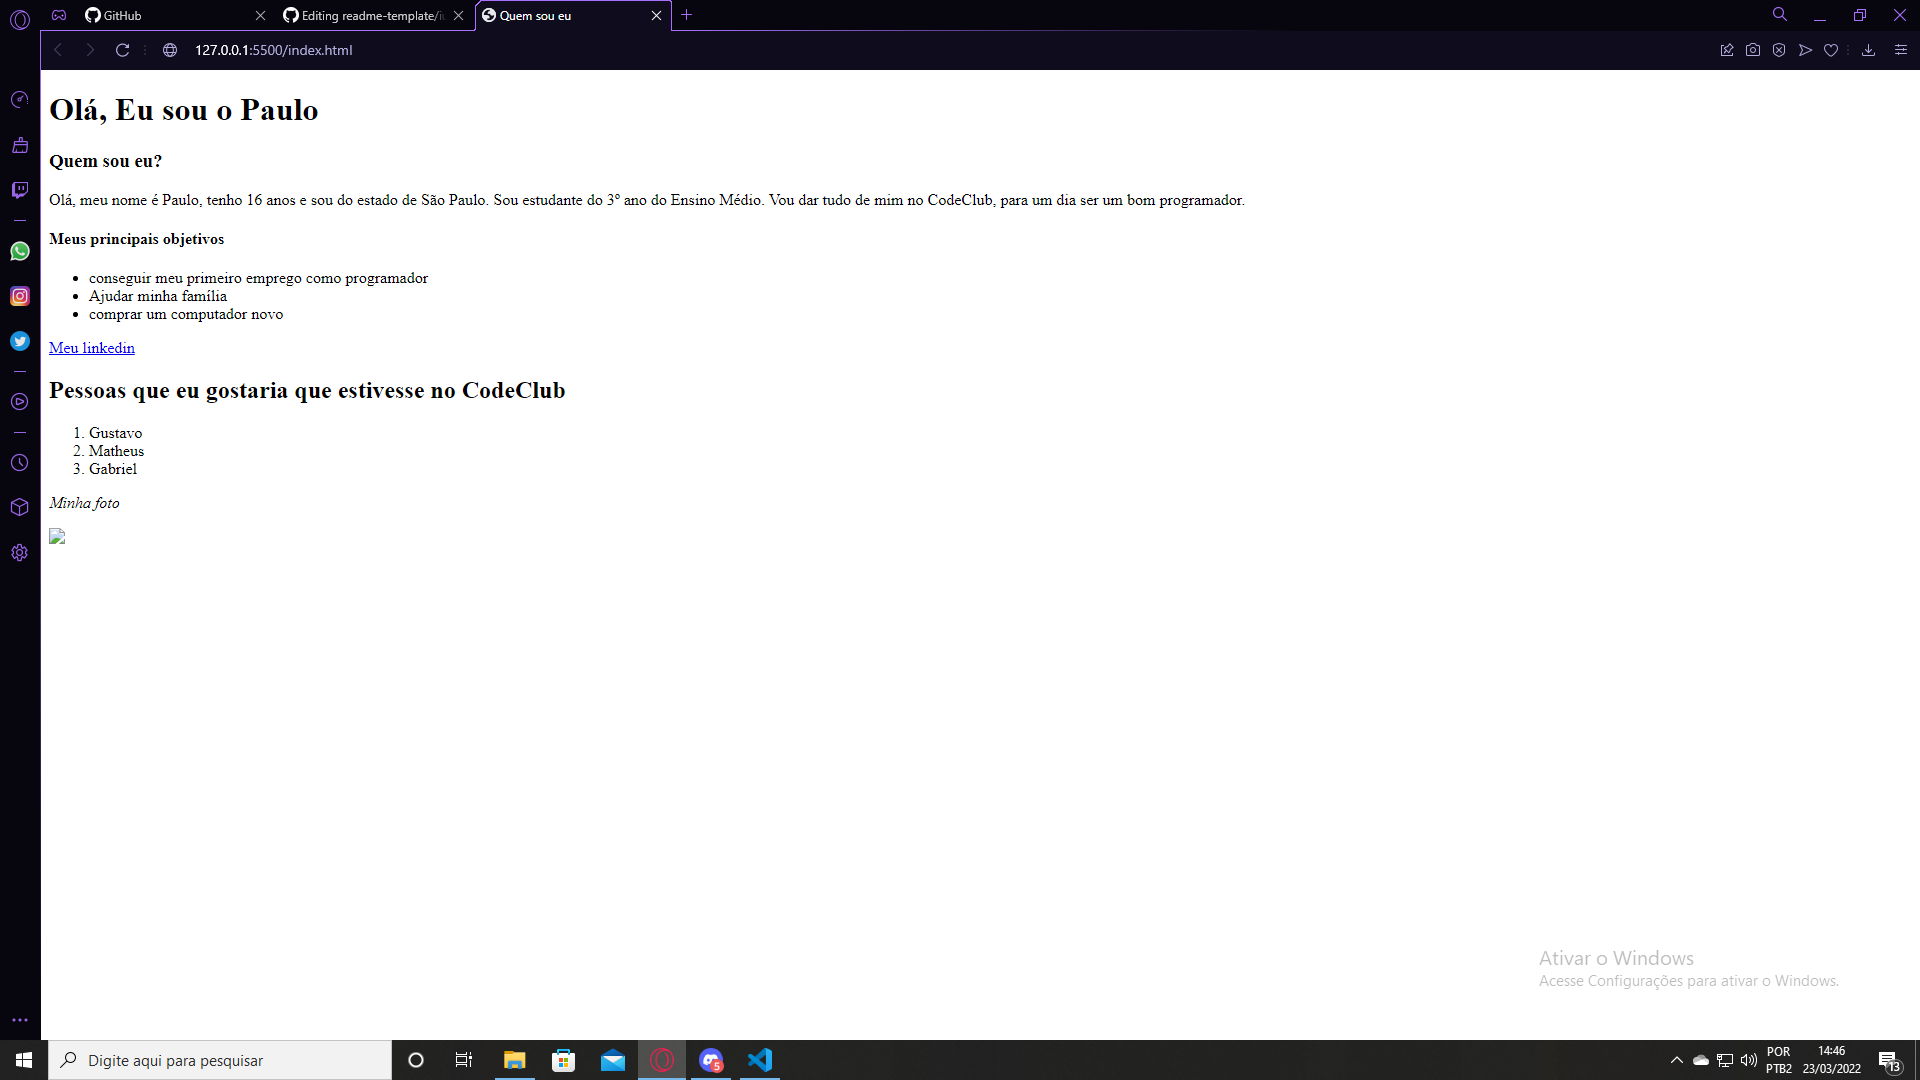 GitHub
Editing readme-template/
Quem sou eu
127.0.0.1:5500/index.html
Olá, Eu sou o Paulo
Quem sou eu?
Olá, meu nome é Paulo, tenho 16 anos e sou do estado de São Paulo. Sou estudante do 3º ano do Ensino Médio. Vou dar tudo de mim no CodeClub, para um dia ser um bom programador.
Meus principais objetivos
• conseguir meu primeiro emprego como programador
• Ajudar minha família
• comprar um computador novo
Meu linkedin
Pessoas que eu gostaria que estivesse no CodeClub
1. Gustavo
2. Matheus
3. Gabriel
Minha foto
Ativar o Windows
Acesse Configurações para ativar o Windows.
Digite aqui para pesquisar
5
POR
PTB2
14:46
23/03/2022
13